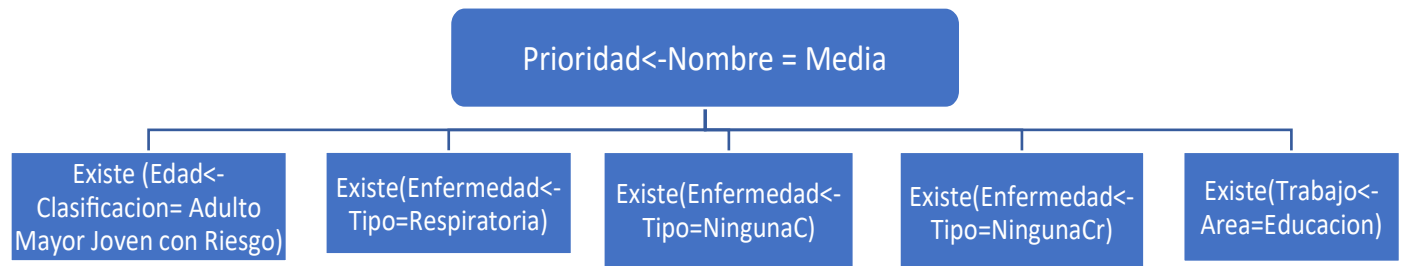 Prioridad<-Nombre = Media
Existe (Edad<-
Clasificacion= Adulto
Mayor Joven con Riesgo)
Existe(Enfermedad<-
Tipo=Respiratoria)
Existe(Enfermedad<-
Tipo=NingunaC)
Existe(Enfermedad<-
Tipo=NingunaCr)
Existe(Trabajo<-
Area=Educacion)